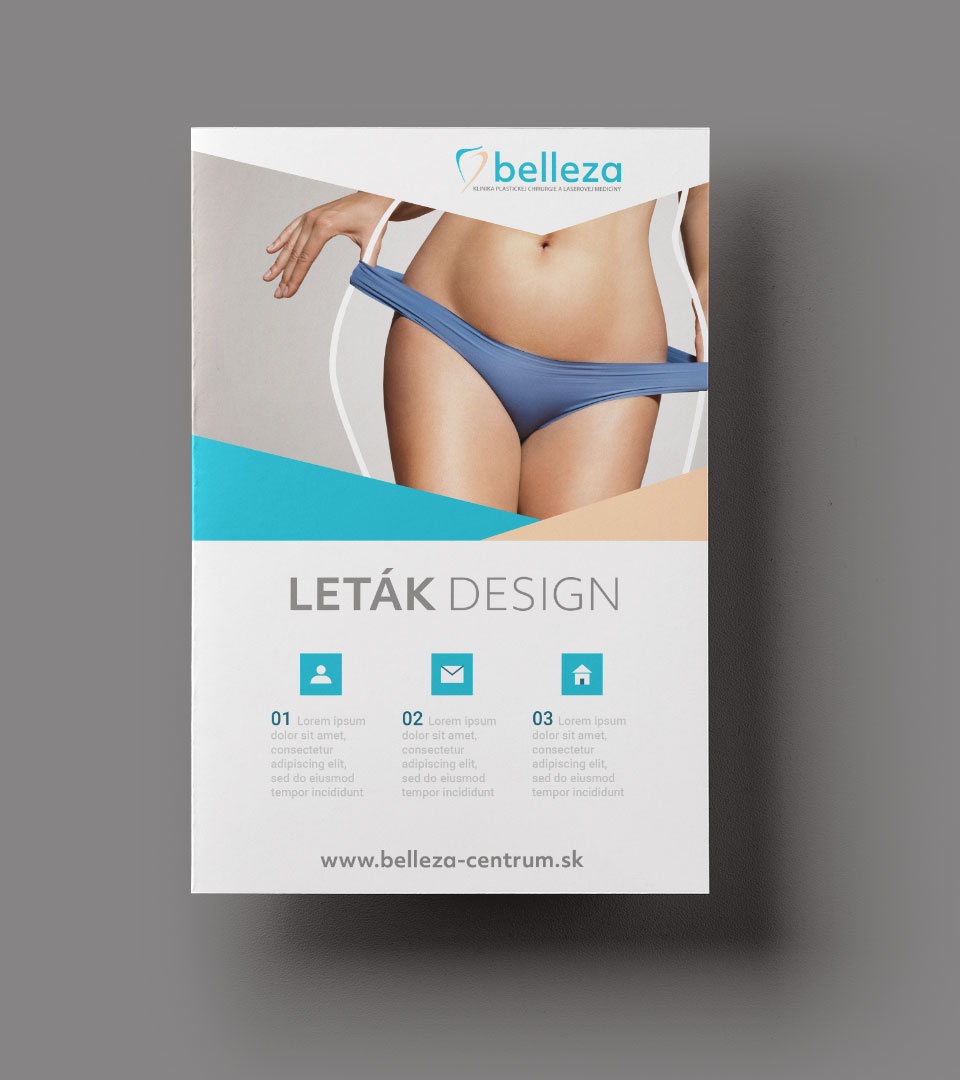 belleza
KLINIKA PLASTICKEJ CHIRURGIE A LASEROVEJ MEDICÍNY
LETÁK DESIGN
01 Lorem ipsum
dolor sit amet,
consectetur
adipiscing elit,
sed do eiusmod
tempor incididunt
02 Lorem ipsum
dolor sit amet,
consectetur
adipiscing elit,
sed do eiusmod
tempor incididunt
03 Lorem ipsum
dolor sit amet,
consectetur
adipiscing elit,
sed do eiusmod
tempor incididunt
www.belleza-centrum.sk